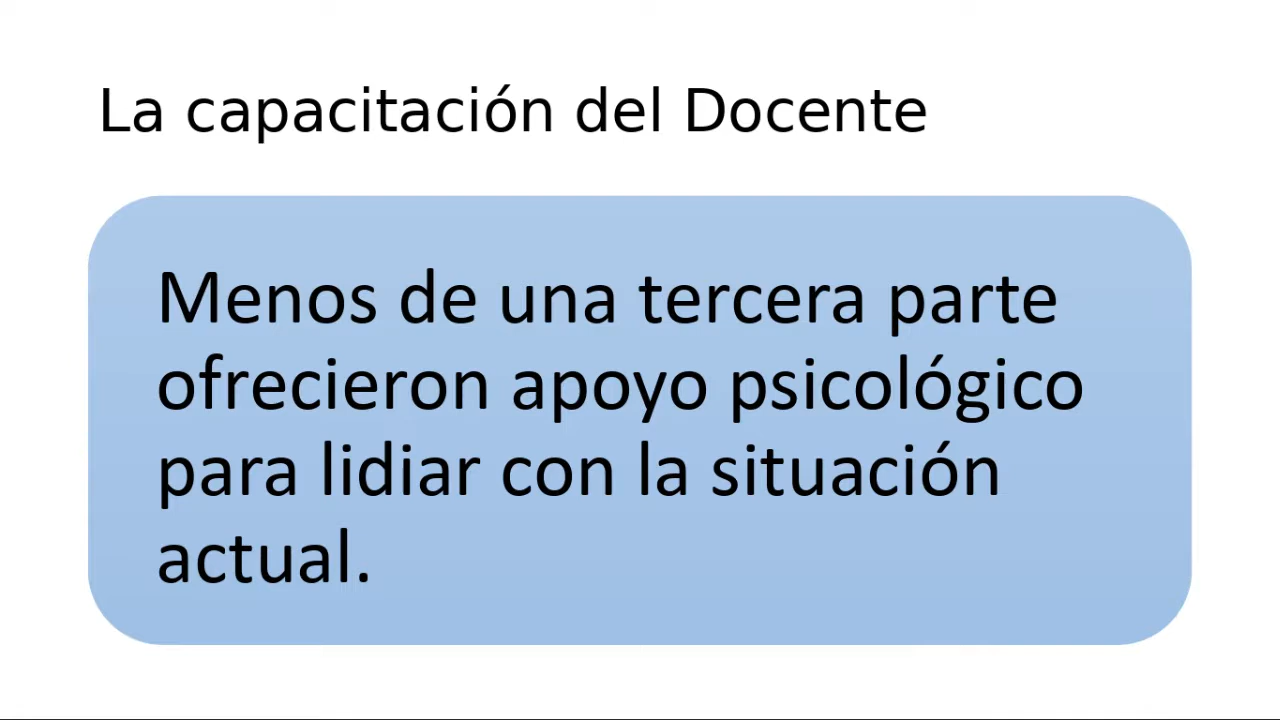 La capacitación del Docente
Menos de una tercera parte
ofrecieron apoyo psicológico
para lidiar con la situación
actual.